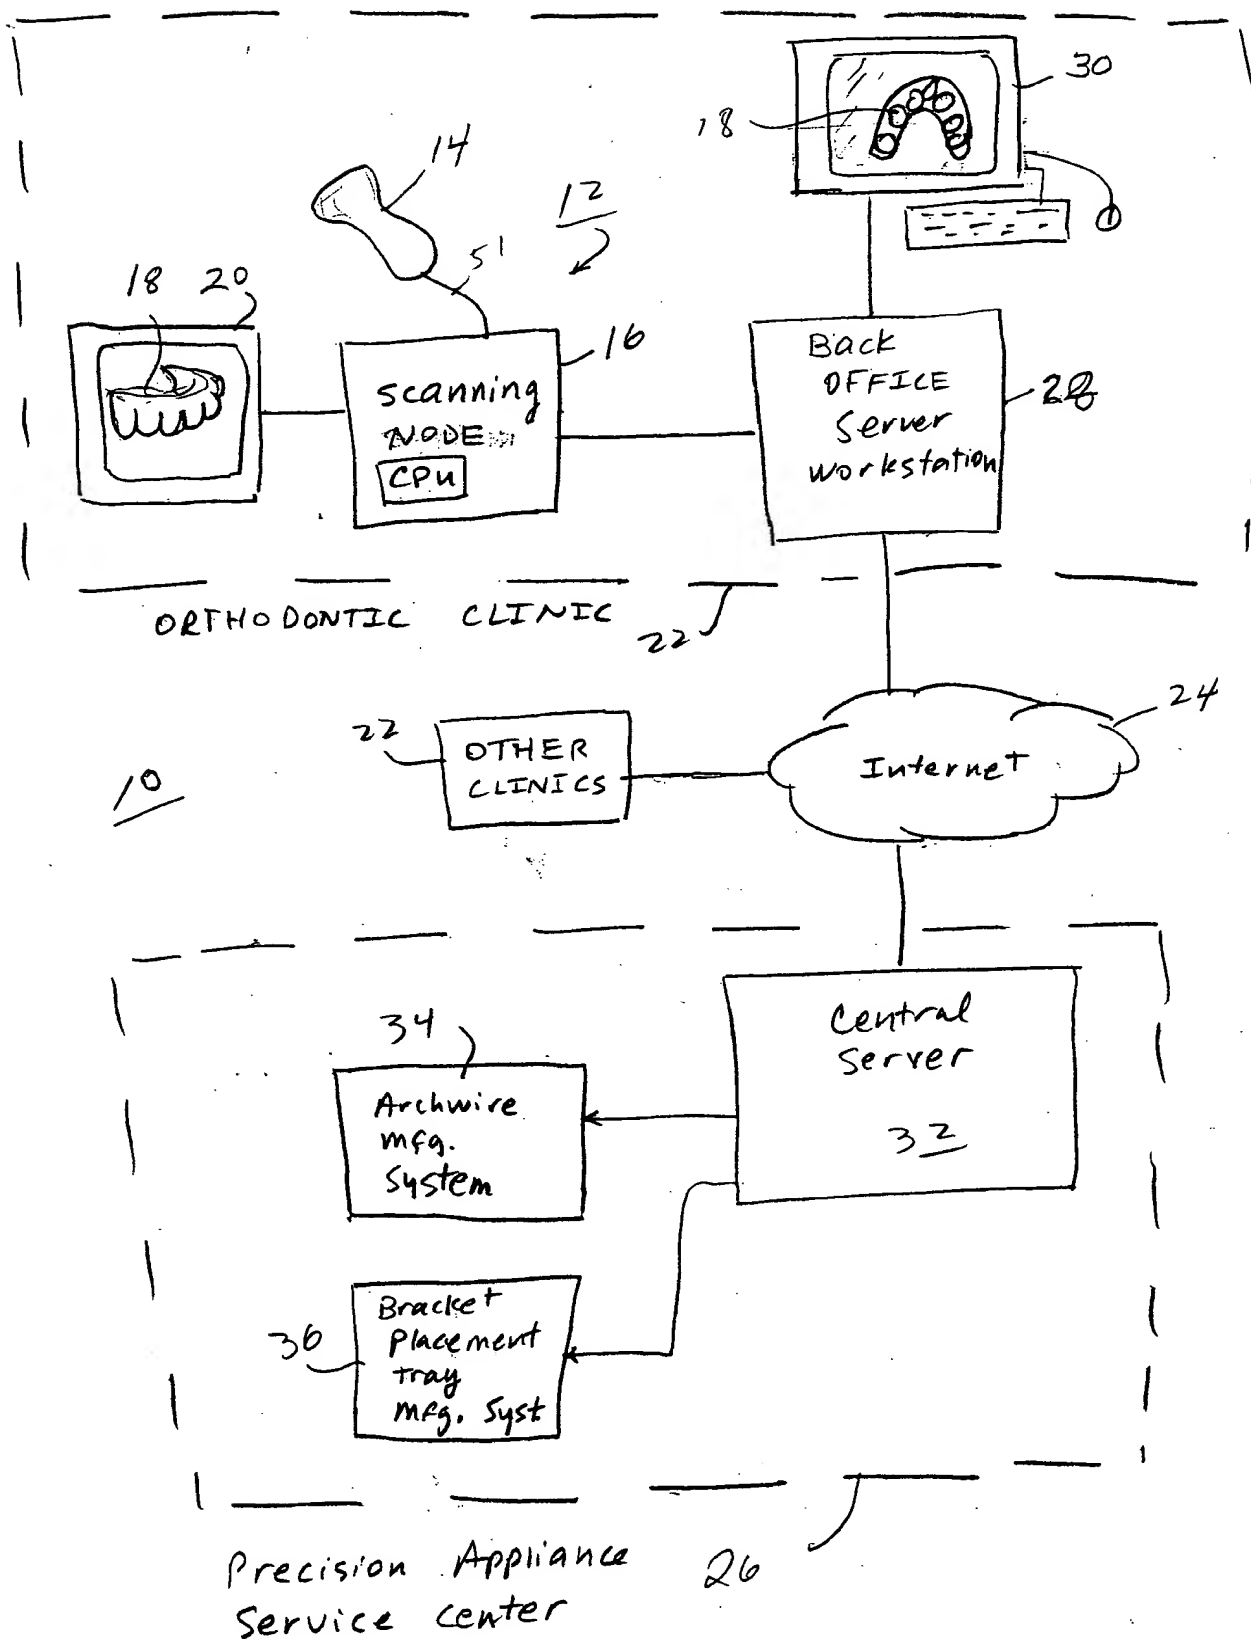 30
18
14
12
51
18
20
16
Scanning
NODE
CPU
Back
OFFICE
Server
Workstation
28
ORTHODONTIC CLINIC
22
24
22
OTHER
CLINICS
Internet
10
34
Central
Server
32
Archwire
mfg.
System
36
Bracket
Placement
tray
mfg. Syst
Precision Appliance
Service Center
26